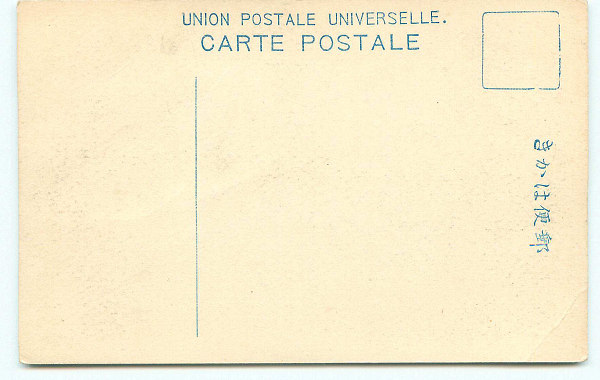 UNION POSTALE UNIVERSELLE.
CARTE POSTALE
郵便はかき